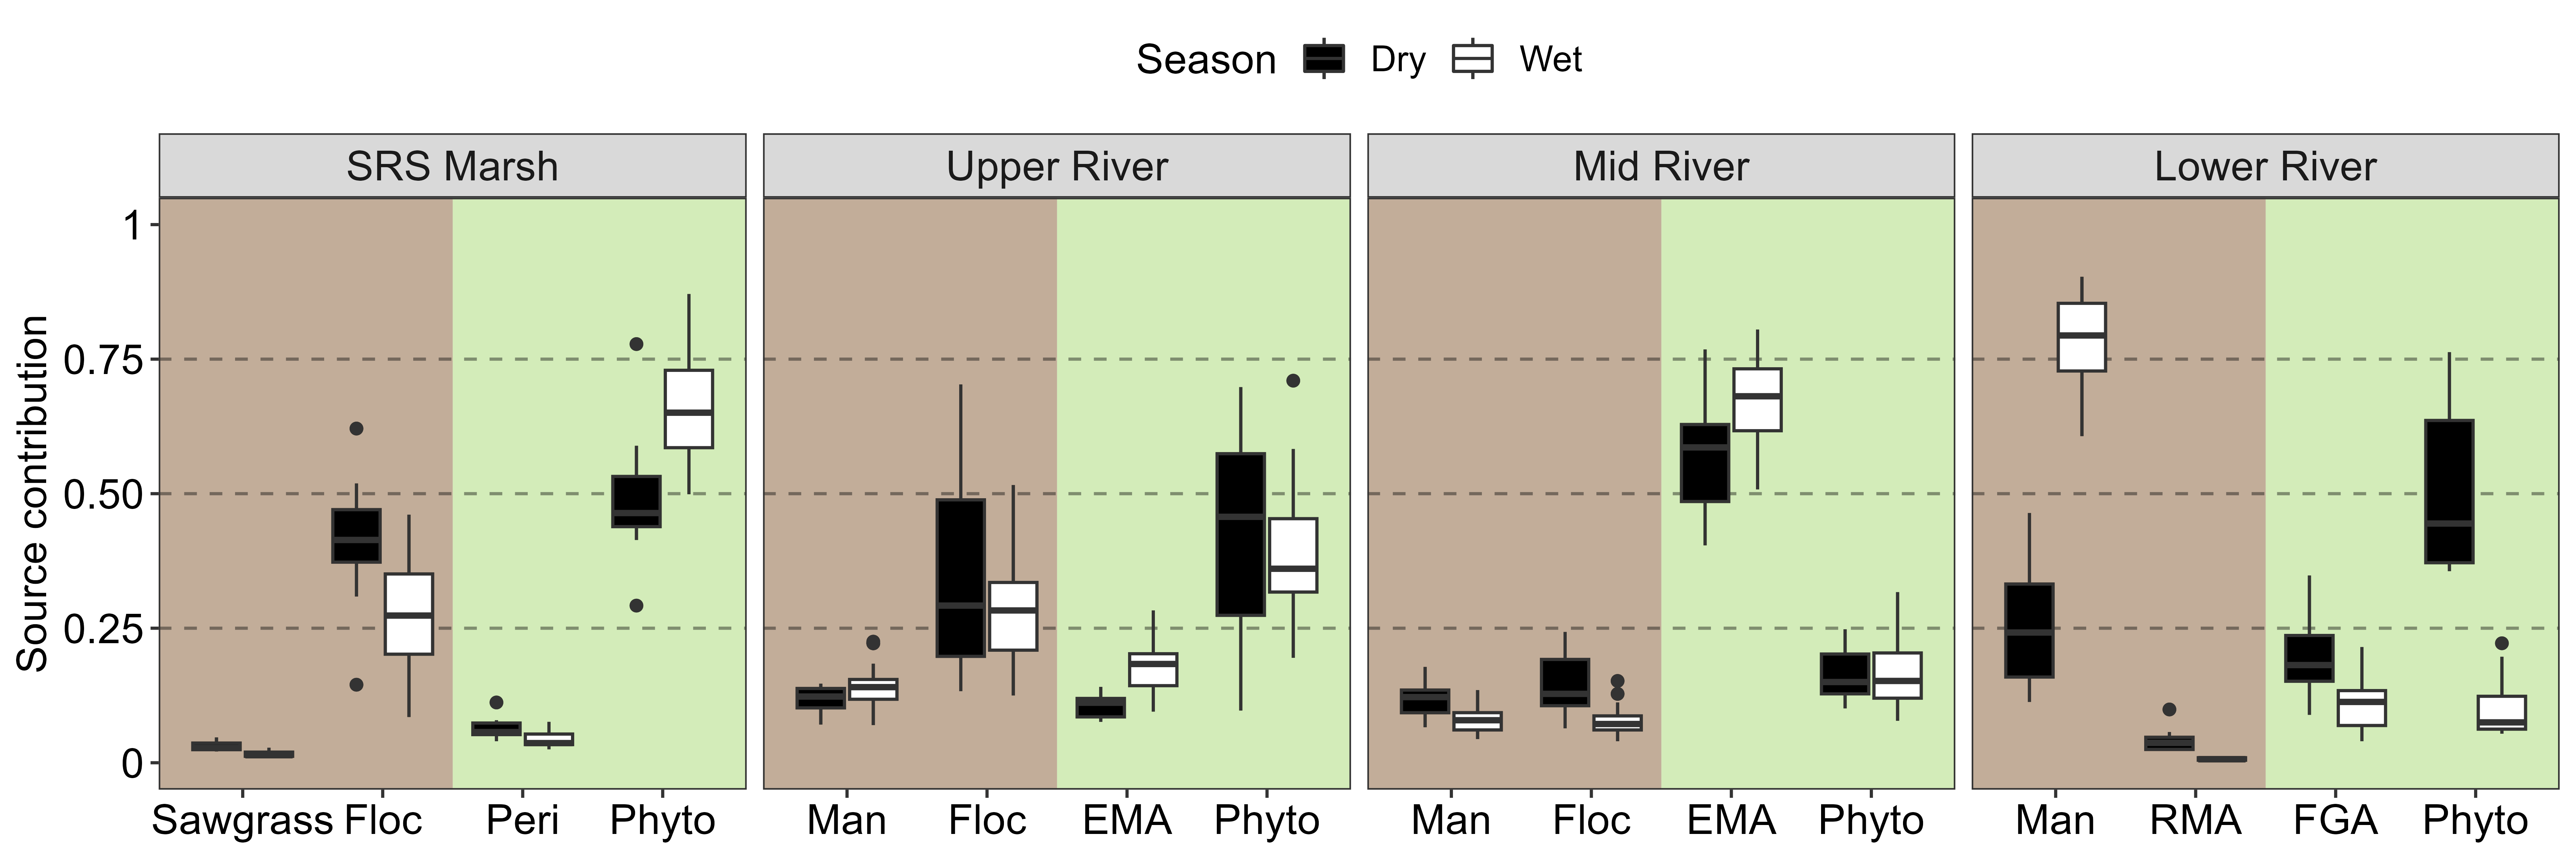 Season Dry Wet
SRS Marsh Upper River Mid River Lower River
Source contribution
1
0.75
0.50
0.25
0
Sawgrass Floc Peri Phyto Man Floc EMA Phyto Man Floc EMA Phyto Man RMA FGA Phyto